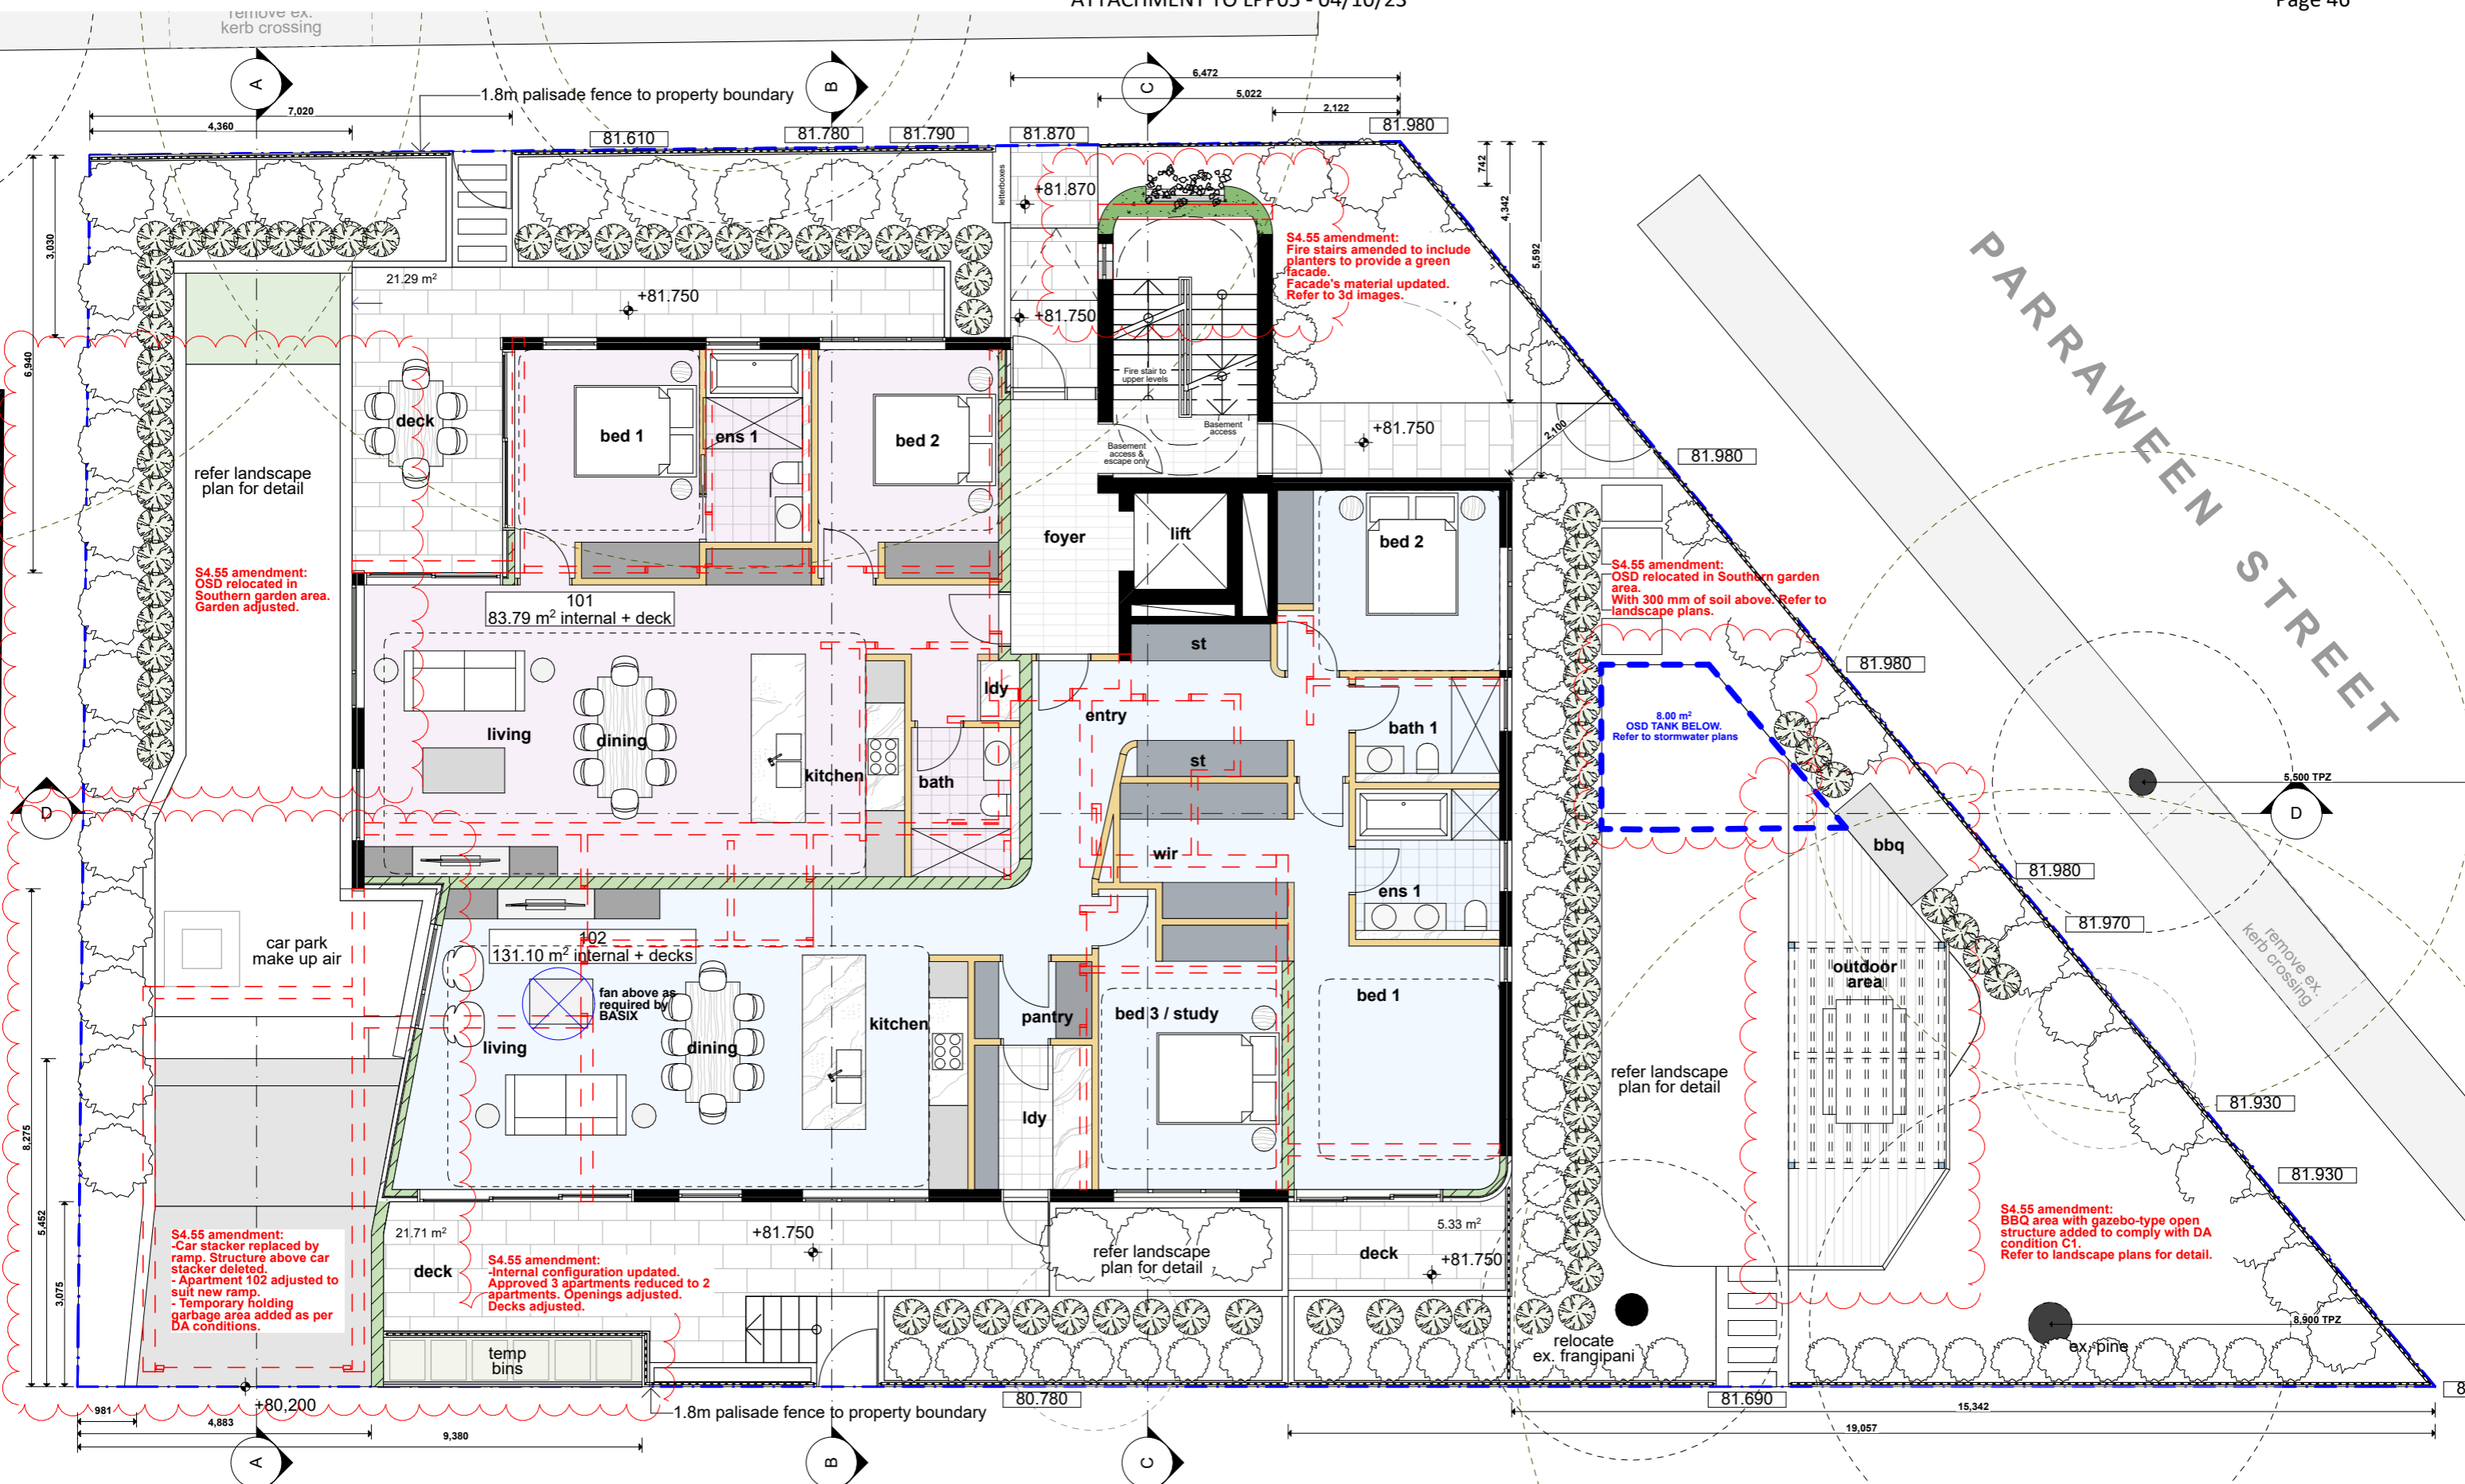 ATTACHMENT TO LPP05 - 04/10/23
Page 46
remove ex.
kerb crossing
A
B
C
6,472
5,022
2,122
7,020
4,360
1.8m palisade fence to property boundary
81.610
81.780
81.790
81.870
81.980
742
4,342
5,592
3,030
6,940
letterboxes
+81.870
S4.55 amendment:
Fire stairs amended to include
planters to provide a green
facade.
Facade's material updated.
Refer to 3d images.
PARRAWEEN STREET
21.29 m²
+81.750
+81.750
Fire stair to
upper levels
deck
bed 1
ens 1
bed 2
Basement
access
Basement
access &
escape only
+81.750
2,100
81.980
refer landscape
plan for detail
foyer
lift
bed 2
S4.55 amendment:
OSD relocated in
Southern garden area.
Garden adjusted.
S4.55 amendment:
OSD relocated in Southern garden
area.
With 300 mm of soil above. Refer to
landscape plans.
101
83.79 m² internal + deck
st
81.980
ldy
entry
living
dining
kitchen
bath
bath 1
st
8.00 m²
OSD TANK BELOW.
Refer to stormwater plans
5,500 TPZ
D
D
wir
bbq
ens 1
81.980
81.970
remove ex.
kerb crossing
car park
make up air
102
131.10 m² internal + decks
fan above as
required by
BASIX
living
dining
kitchen
pantry
bed 3 / study
bed 1
outdoor
area
refer landscape
plan for detail
ldy
81.930
81.930
8,275
5,452
3,075
S4.55 amendment:
-Car stacker replaced by
ramp. Structure above car
stacker deleted.
- Apartment 102 adjusted to
suit new ramp.
- Temporary holding
garbage area added as per
DA conditions.
21.71 m²
deck
+81.750
S4.55 amendment:
-Internal configuration updated.
Approved 3 apartments reduced to 2
apartments. Openings adjusted.
Decks adjusted.
refer landscape
plan for detail
5.33 m²
deck
+81.750
S4.55 amendment:
BBQ area with gazebo-type open
structure added to comply with DA
condition C1.
Refer to landscape plans for detail.
temp
bins
relocate
ex. frangipani
ex. pine
8,900 TPZ
+80,200
1.8m palisade fence to property boundary
80.780
81.690
981
4,883
9,380
15,342
19,057
A
B
C